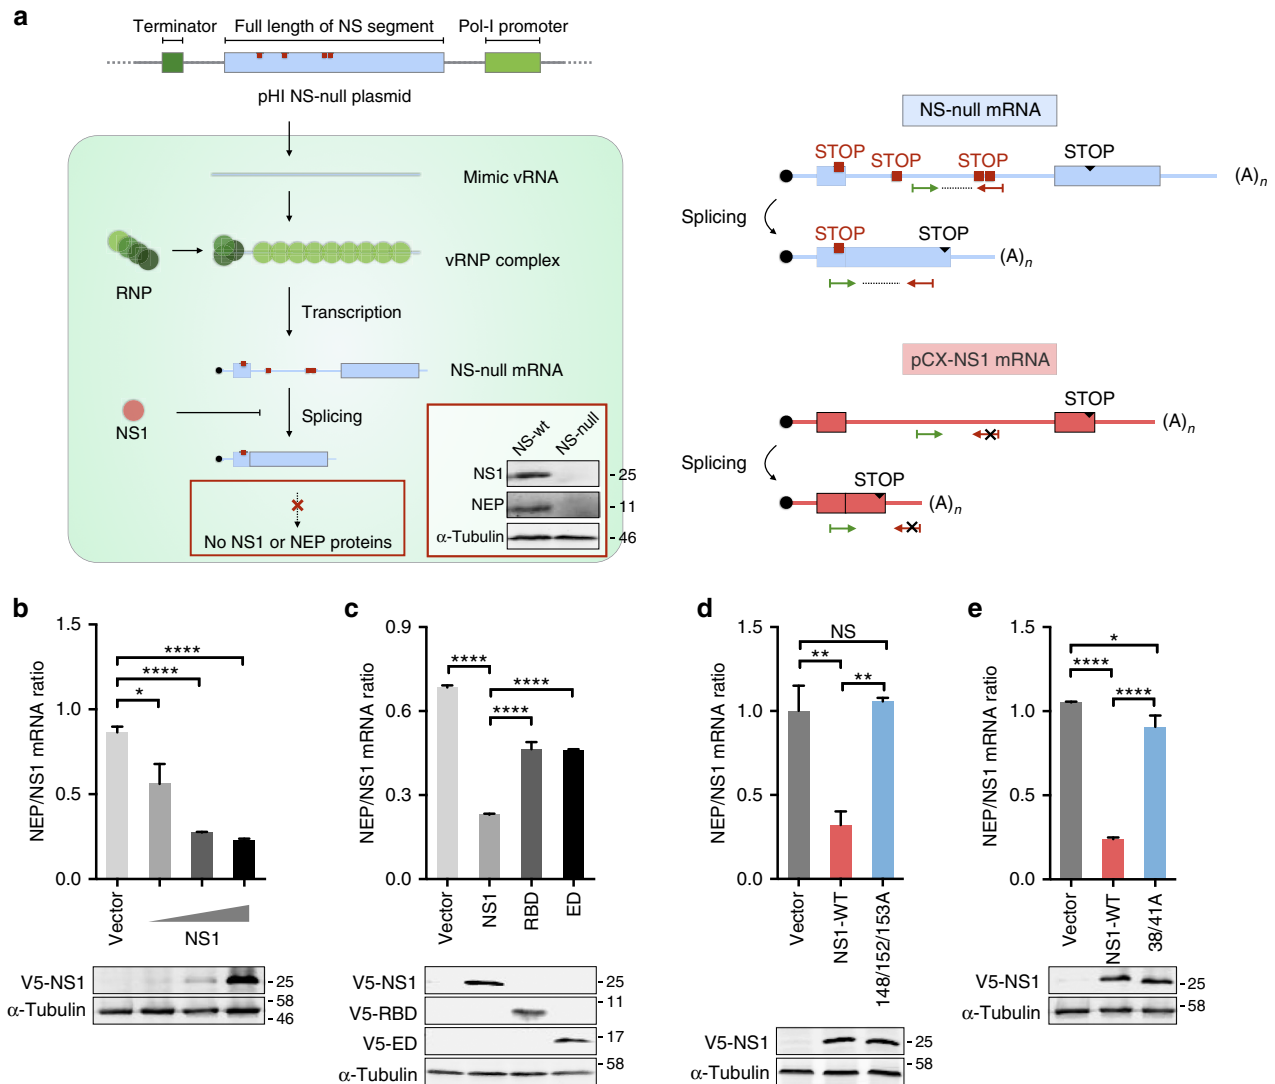 a
Terminator
Full length of NS segment
Pol-I promoter
pHI NS-null plasmid
Mimic vRNA
RNP
vRNP complex
Transcription
NS-null mRNA
NS1
Splicing
No NS1 or NEP proteins
NS-wt
NS-null
NS1
25
NEP
11
α-Tubulin
46
NS-null mRNA
STOP
STOP
STOP
STOP
(A)n
Splicing
STOP
STOP
(A)n
pCX-NS1 mRNA
STOP
(A)n
Splicing
STOP
(A)n
b
NEP/NS1 mRNA ratio
1.5
1.0
0.5
0.0
****
****
*
Vector
NS1
V5-NS1
25
α-Tubulin
58
46
c
NEP/NS1 mRNA ratio
0.9
0.6
0.3
0.0
****
****
****
Vector
NS1
RBD
ED
V5-NS1
25
V5-RBD
11
V5-ED
17
α-Tubulin
58
d
NEP/NS1 mRNA ratio
1.5
1.0
0.5
0.0
NS
**
**
Vector
NS1-WT
148/152/153A
V5-NS1
25
α-Tubulin
58
e
NEP/NS1 mRNA ratio
1.5
1.0
0.5
0.0
*
****
****
Vector
NS1-WT
38/41A
V5-NS1
25
α-Tubulin
58